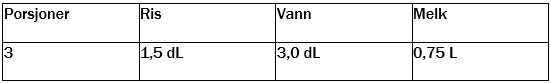 Porsjoner Ris Vann Melk
3 1,5 dL 3,0 dL 0,75 L